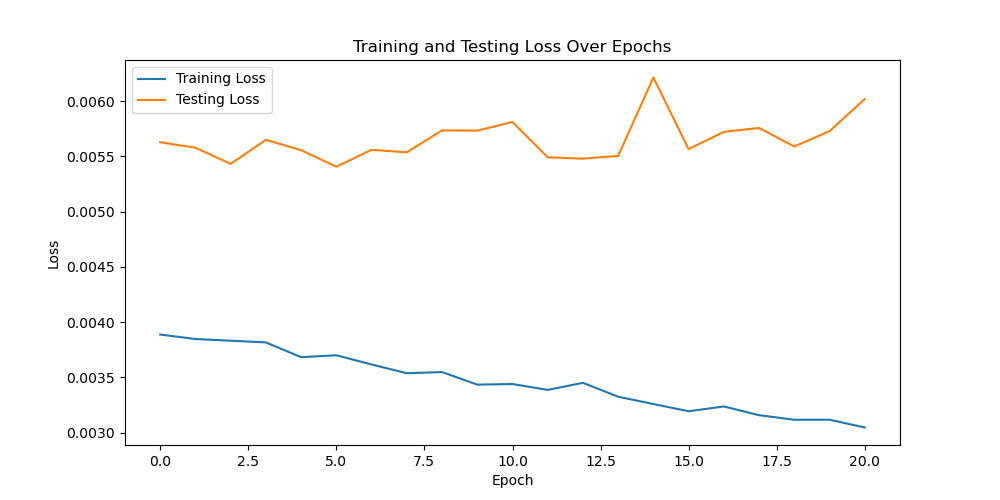 Training and Testing Loss Over Epochs
Training Loss
Testing Loss
0.0060
0.0055
0.0050
0.0045
0.0040
0.0035
0.0030
Loss
0.0 2.5 5.0 7.5 10.0 12.5 15.0 17.5 20.0
Epoch